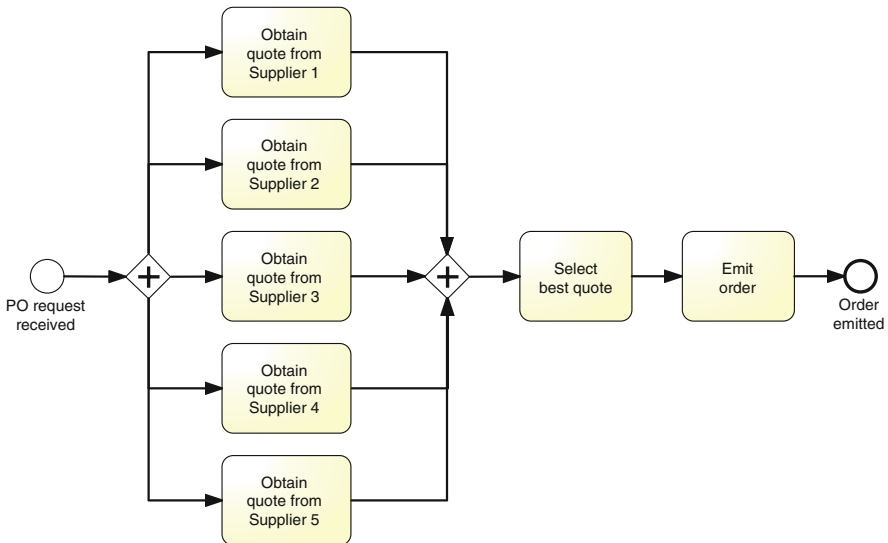 Obtain
quote from
Supplier 1
Obtain
quote from
Supplier 2
PO request
received
Obtain
quote from
Supplier 3
Select
best quote
Emit
order
Order
emitted
Obtain
quote from
Supplier 4
Obtain
quote from
Supplier 5